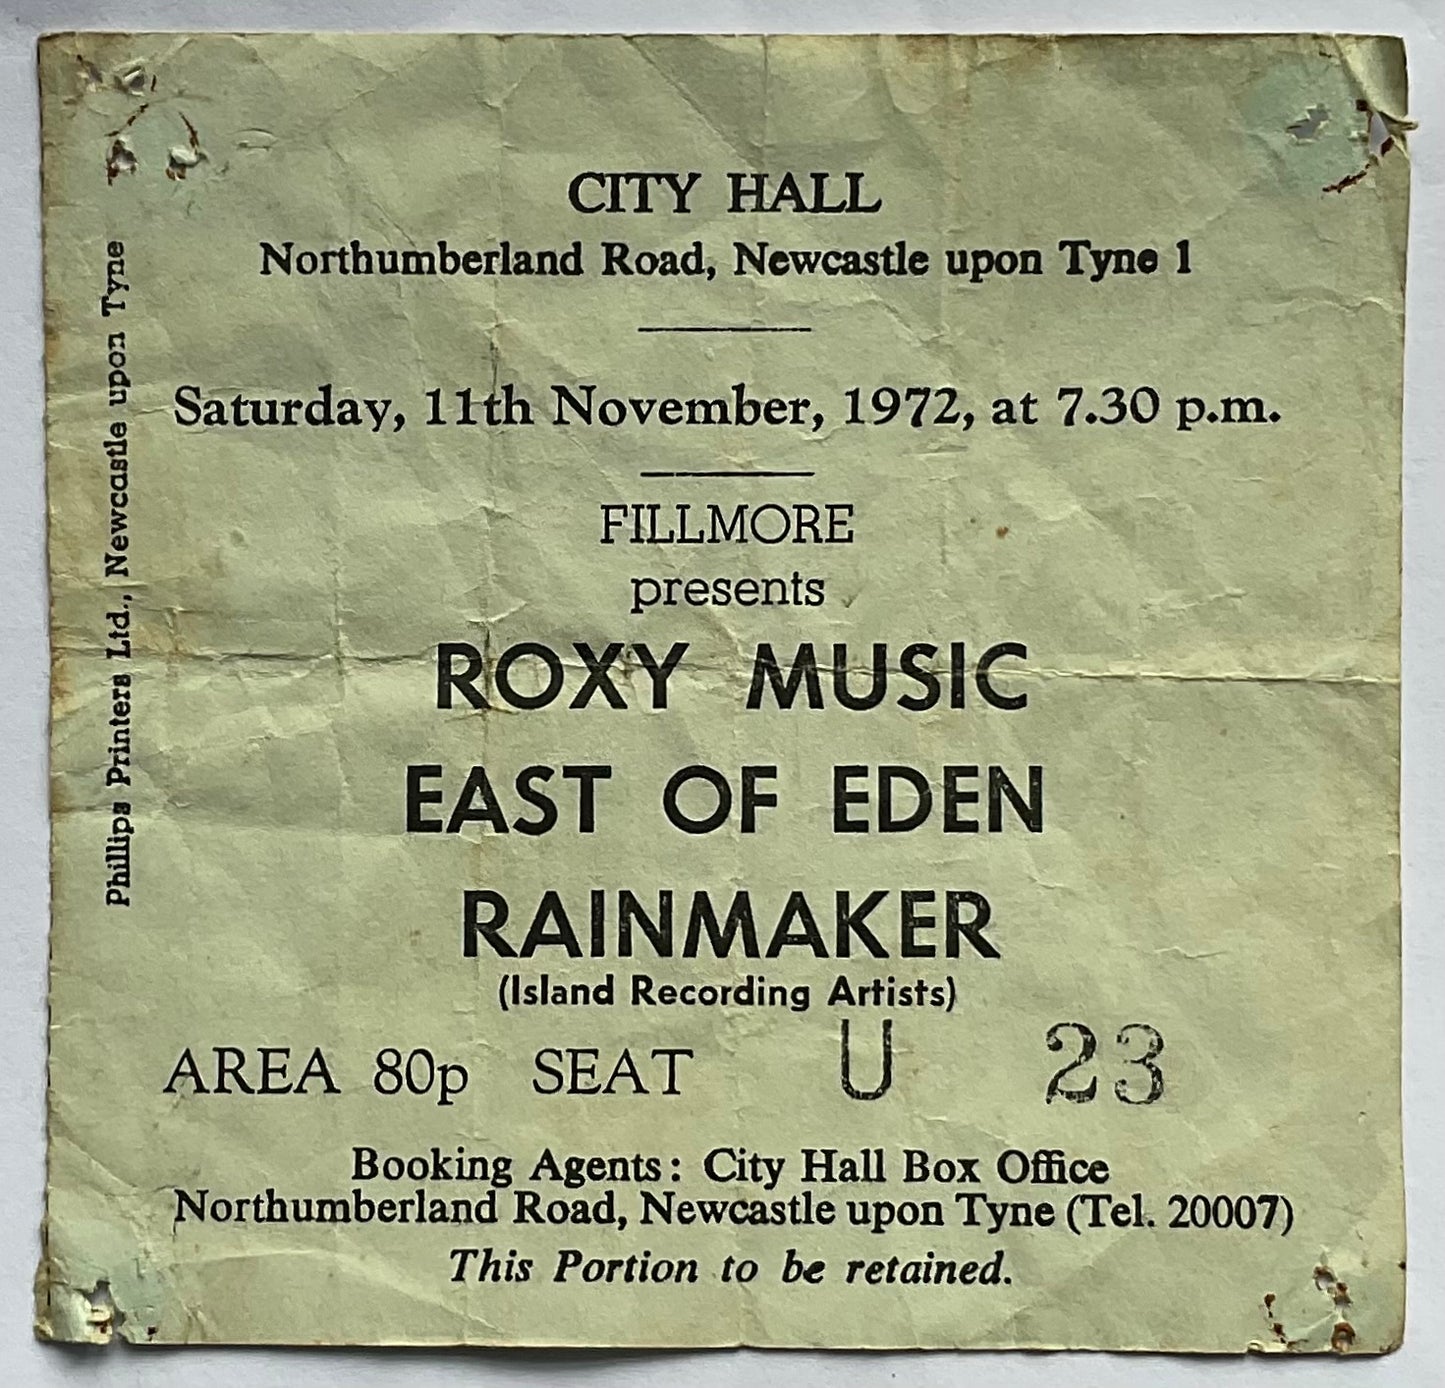 CITY HALL
Northumberland Road, Newcastle upon Tyne 1
Saturday, 11th November, 1972, at 7.30 p.m.
FILLMORE
presents
ROXY MUSIC
EAST OF EDEN
RAINMAKER
(Island Recording Artists)
AREA 80p SEAT U 23
Booking Agents: City Hall Box Office
Northumberland Road, Newcastle upon Tyne (Tel. 20007)
This Portion to be retained.
Phillips Printers Ltd., Newcastle upon Tyne